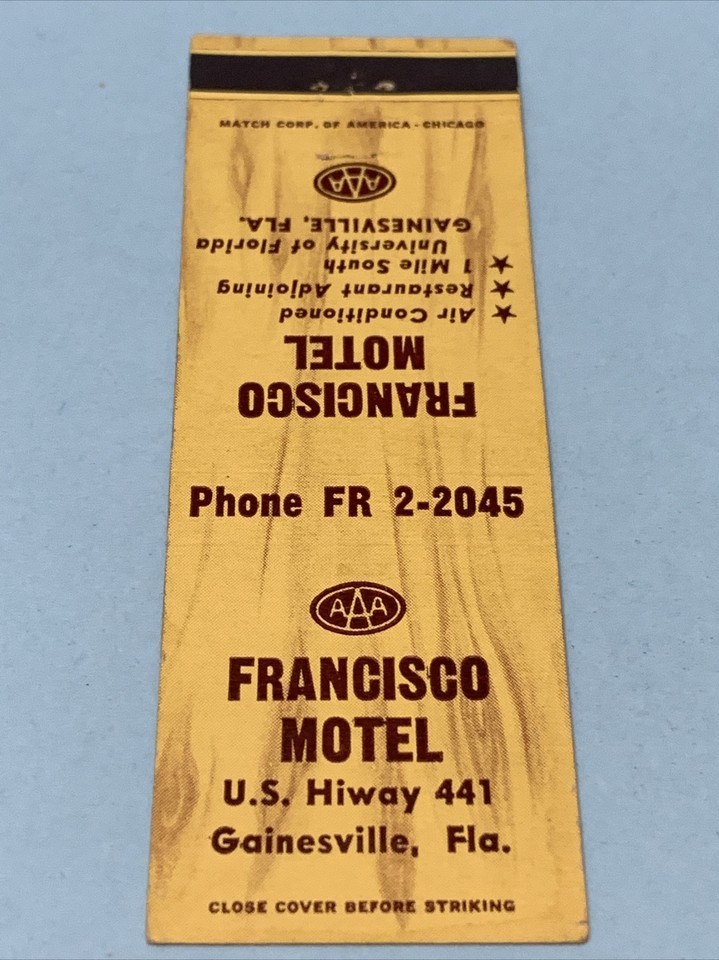 MATCH CORP. OF AMERICA - CHICAGO
FRANCISCO
MOTEL
★ Air Conditioned
★ Restaurant Adjoining
★ 1 Mile South
University of Florida
GAINESVILLE, FLA.
AAA
Phone FR 2-2045
AAA
FRANCISCO
MOTEL
U.S. Hiway 441
Gainesville, Fla.
CLOSE COVER BEFORE STRIKING